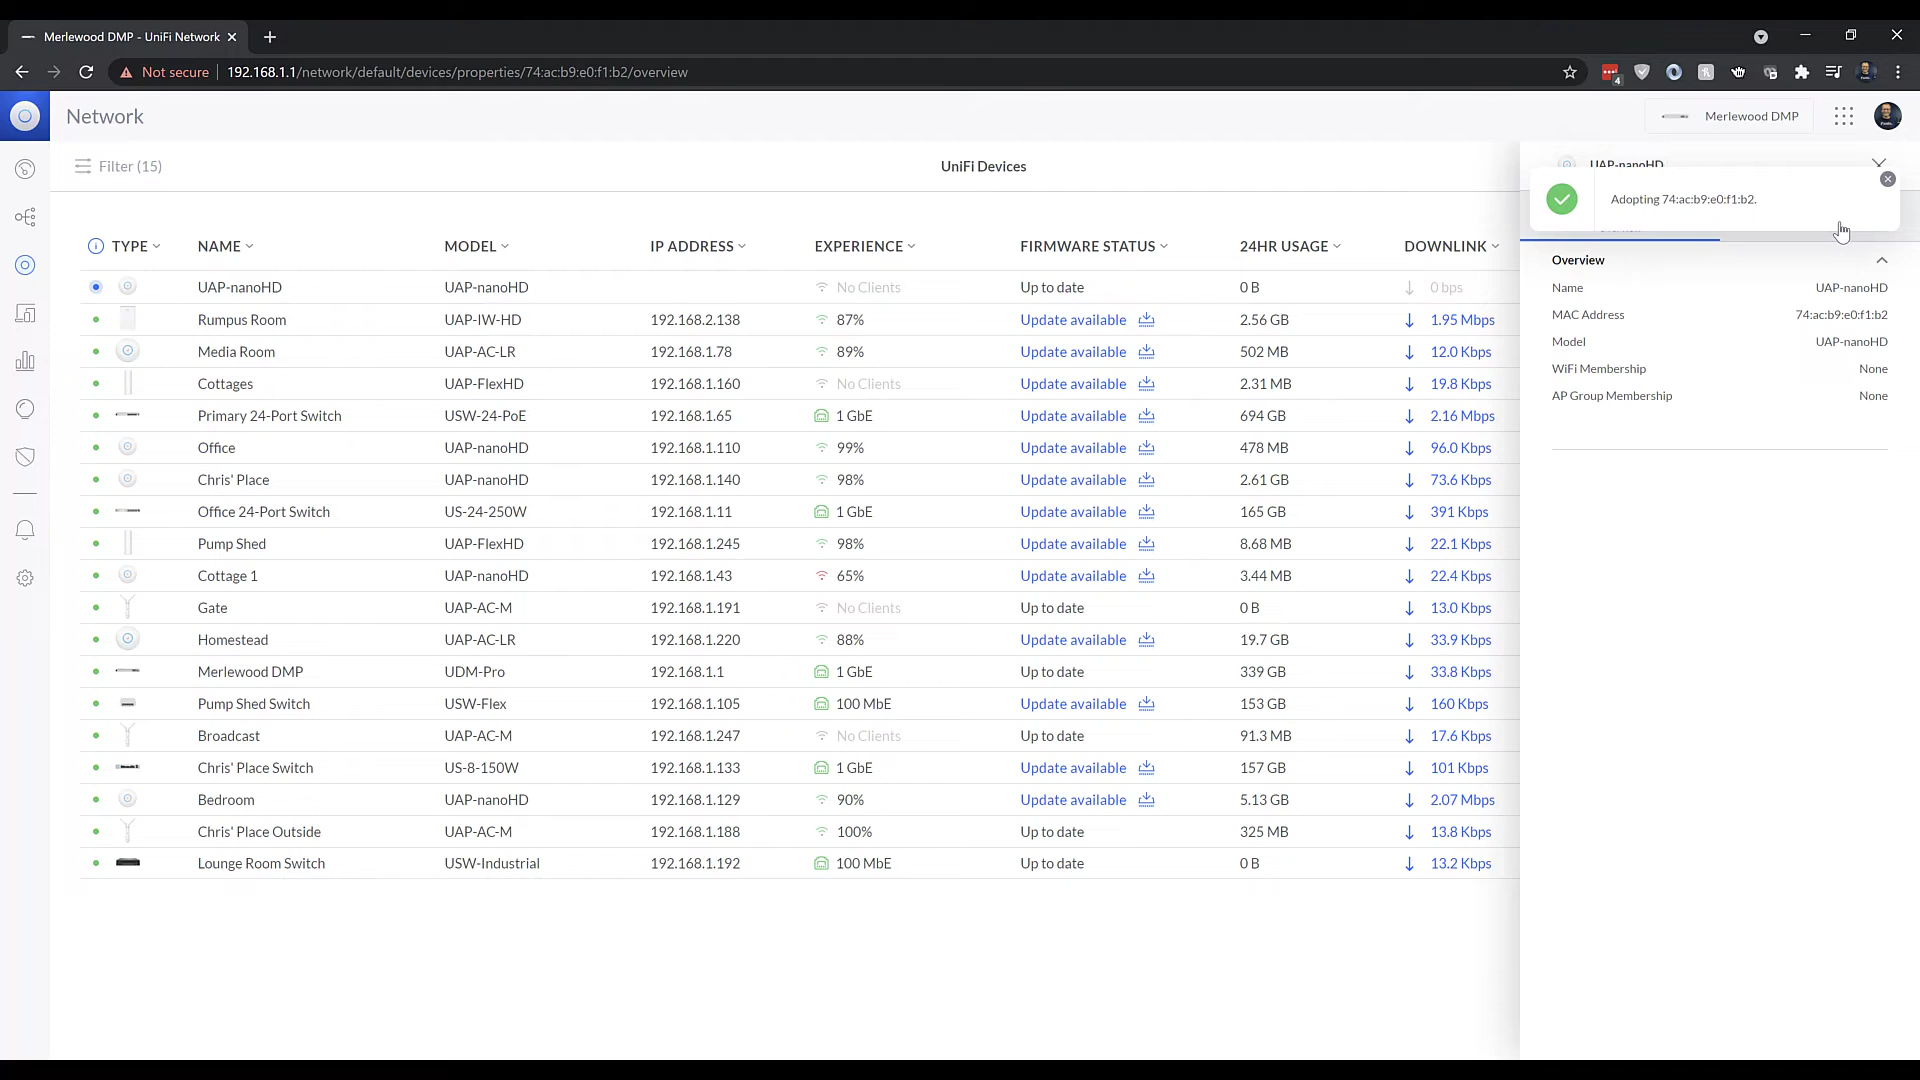 Merlewood DMP - UniFi Network
Not secure
192.168.1.1/network/default/devices/properties/74:ac:b9:e0:f1:b2/overview
4
Network
Merlewood DMP
Filter (15)
UniFi Devices
UAP-nanoHD
Adopting 74:ac:b9:e0:f1:b2.
TYPE NAME MODEL IP ADDRESS EXPERIENCE FIRMWARE STATUS 24HR USAGE DOWNLINK
UAP-nanoHD UAP-nanoHD No Clients Up to date 0 B 0 bps
Rumpus Room UAP-IW-HD 192.168.2.138 87% Update available 2.56 GB 1.95 Mbps
Media Room UAP-AC-LR 192.168.1.78 89% Update available 502 MB 12.0 Kbps
Cottages UAP-FlexHD 192.168.1.160 No Clients Update available 2.31 MB 19.8 Kbps
Primary 24-Port Switch USW-24-PoE 192.168.1.65 1 GbE Update available 694 GB 2.16 Mbps
Office UAP-nanoHD 192.168.1.110 99% Update available 478 MB 96.0 Kbps
Chris' Place UAP-nanoHD 192.168.1.140 98% Update available 2.61 GB 73.6 Kbps
Office 24-Port Switch US-24-250W 192.168.1.11 1 GbE Update available 165 GB 391 Kbps
Pump Shed UAP-FlexHD 192.168.1.245 98% Update available 8.68 MB 22.1 Kbps
Cottage 1 UAP-nanoHD 192.168.1.43 65% Update available 3.44 MB 22.4 Kbps
Gate UAP-AC-M 192.168.1.191 No Clients Up to date 0 B 13.0 Kbps
Homestead UAP-AC-LR 192.168.1.220 88% Update available 19.7 GB 33.9 Kbps
Merlewood DMP UDM-Pro 192.168.1.1 1 GbE Up to date 339 GB 33.8 Kbps
Pump Shed Switch USW-Flex 192.168.1.105 100 MbE Update available 153 GB 160 Kbps
Broadcast UAP-AC-M 192.168.1.247 No Clients Up to date 91.3 MB 17.6 Kbps
Chris' Place Switch US-8-150W 192.168.1.133 1 GbE Update available 157 GB 101 Kbps
Bedroom UAP-nanoHD 192.168.1.129 90% Update available 5.13 GB 2.07 Mbps
Chris' Place Outside UAP-AC-M 192.168.1.188 100% Up to date 325 MB 13.8 Kbps
Lounge Room Switch USW-Industrial 192.168.1.192 100 MbE Up to date 0 B 13.2 Kbps
Overview
Name UAP-nanoHD
MAC Address 74:ac:b9:e0:f1:b2
Model UAP-nanoHD
WiFi Membership None
AP Group Membership None